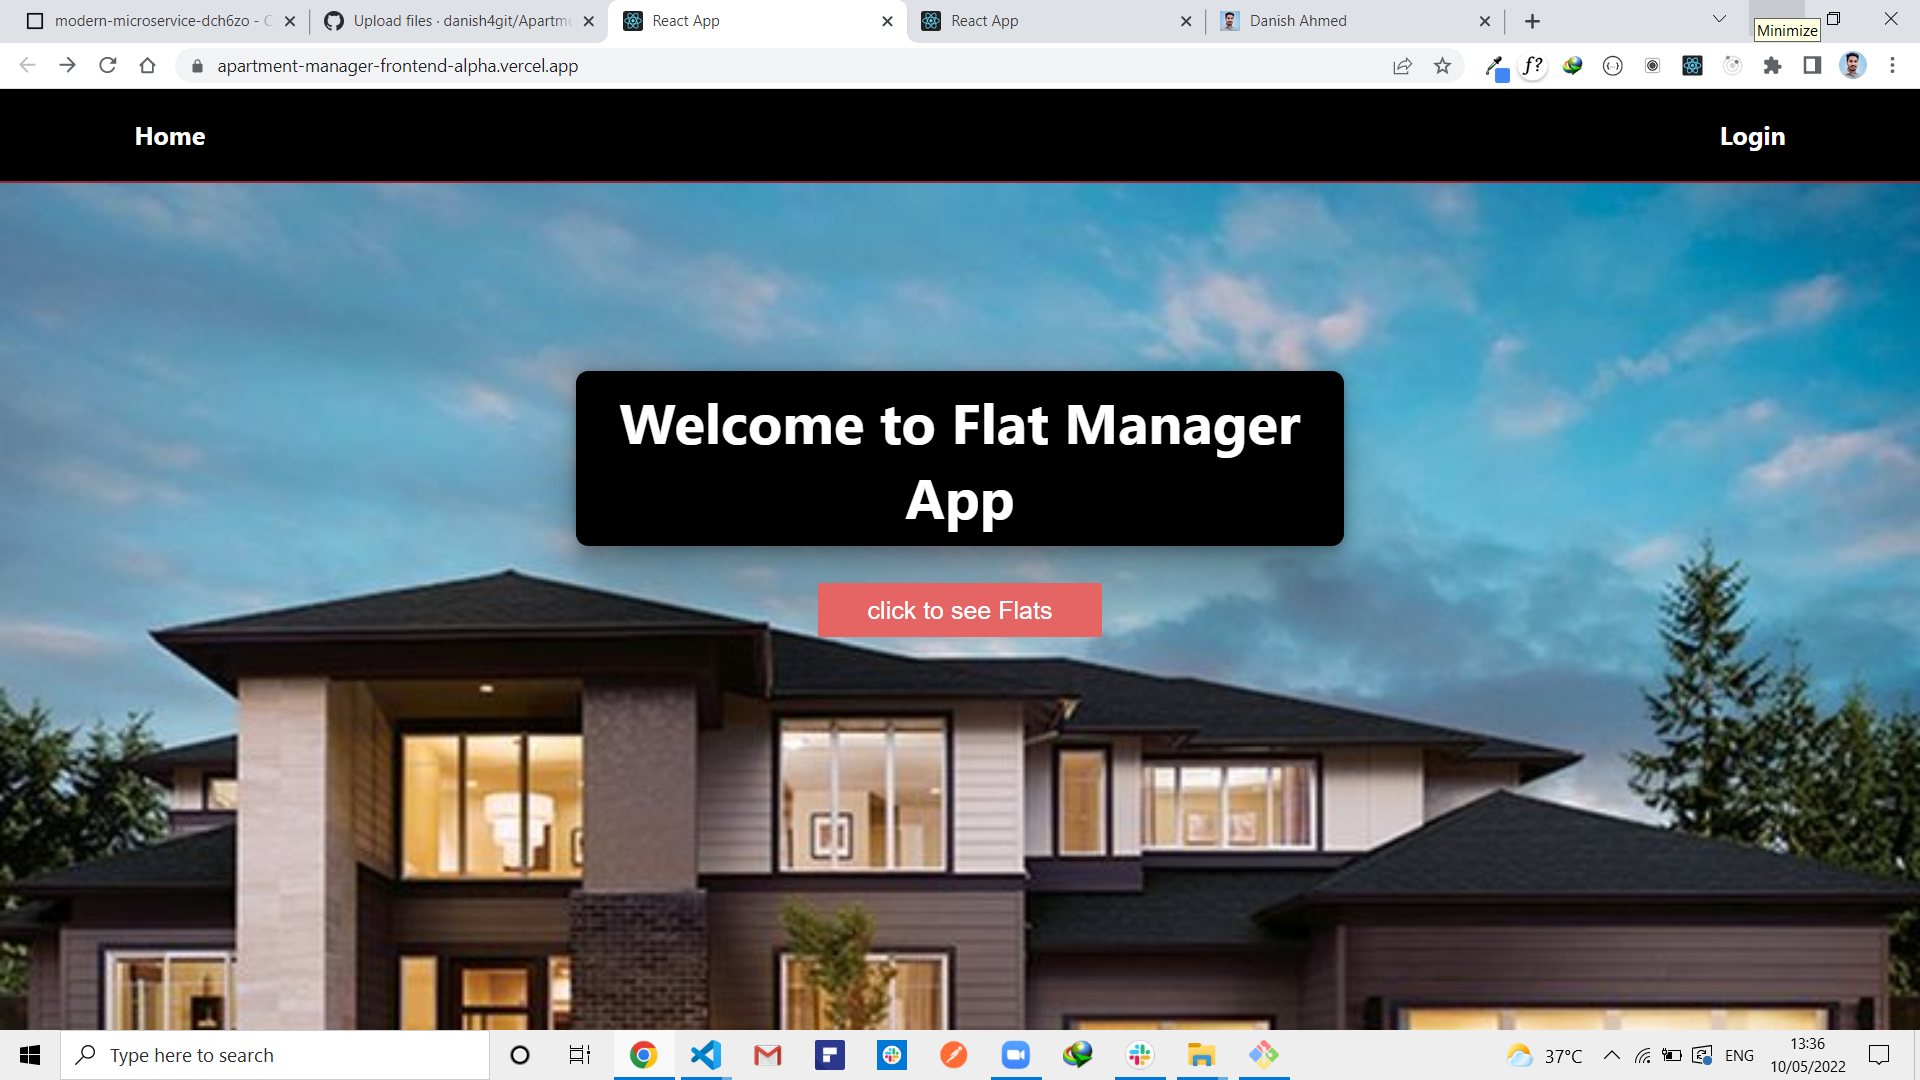 modern-microservice-dch6zo - C
Upload files · danish4git/Apartme
React App
React App
Danish Ahmed
Minimize
apartment-manager-frontend-alpha.vercel.app
f?
Home
Login
Welcome to Flat Manager
App
click to see Flats
Type here to search
37°C
ENG
13:36
10/05/2022